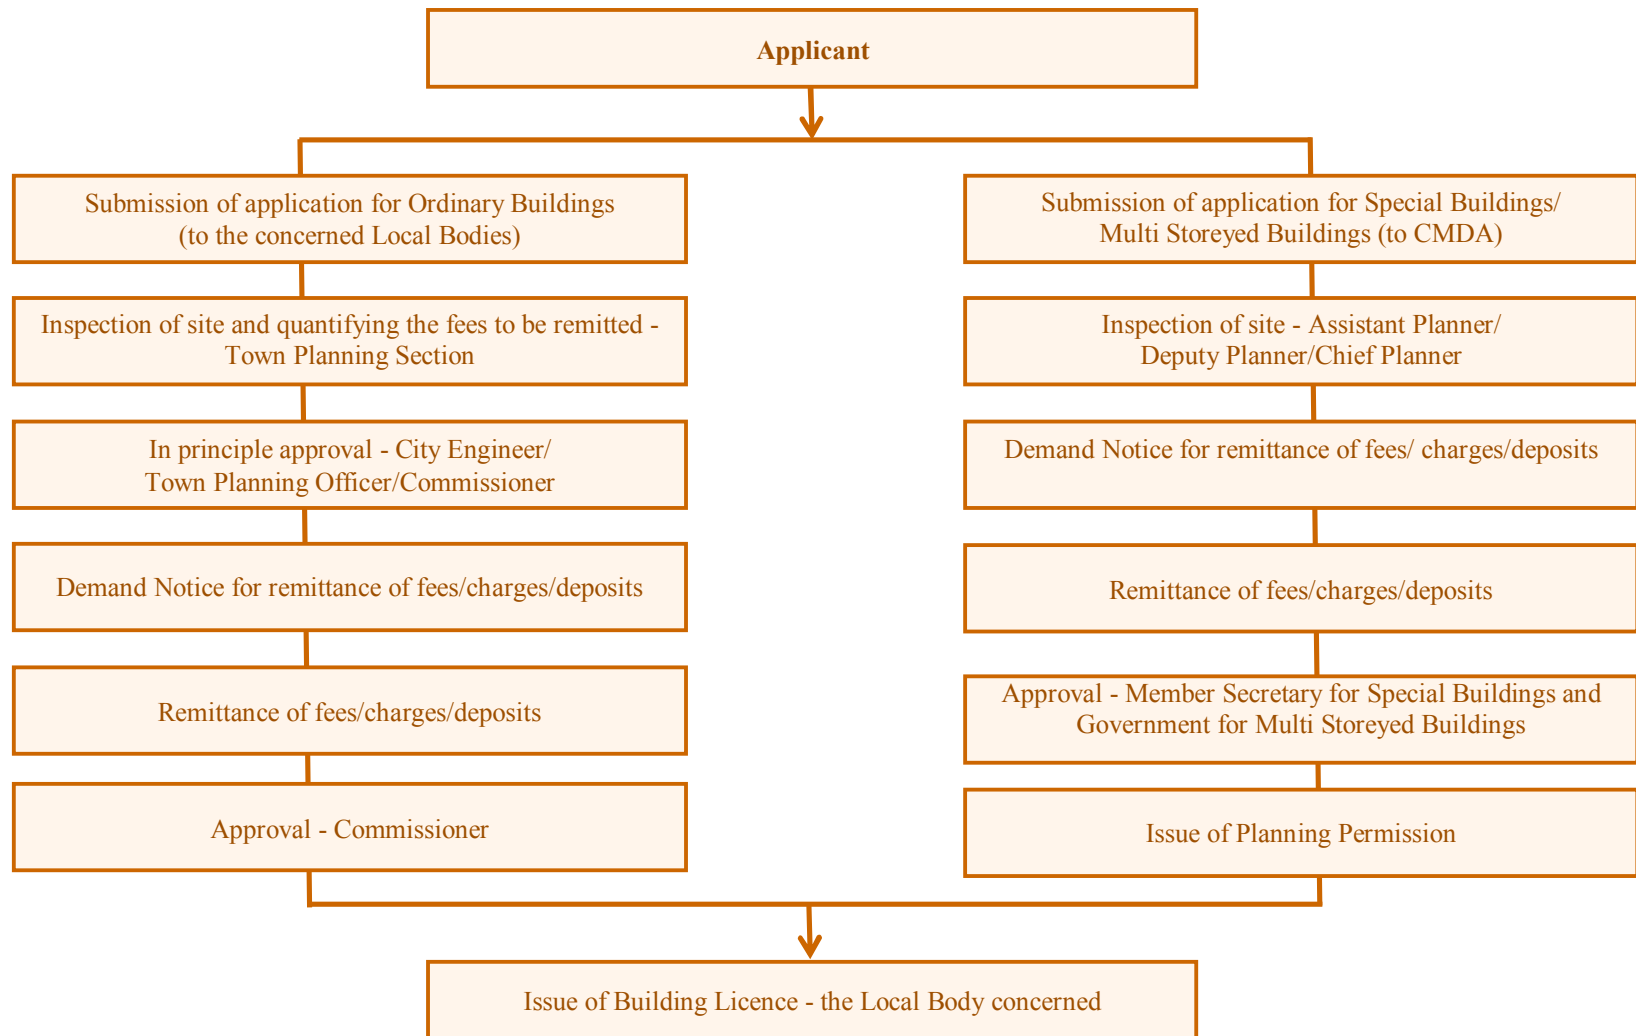 Applicant
Submission of application for Ordinary Buildings
(to the concerned Local Bodies)
Inspection of site and quantifying the fees to be remitted -
Town Planning Section
In principle approval - City Engineer/
Town Planning Officer/Commissioner
Demand Notice for remittance of fees/charges/deposits
Remittance of fees/charges/deposits
Approval - Commissioner
Submission of application for Special Buildings/
Multi Storeyed Buildings (to CMDA)
Inspection of site - Assistant Planner/
Deputy Planner/Chief Planner
Demand Notice for remittance of fees/ charges/deposits
Remittance of fees/charges/deposits
Approval - Member Secretary for Special Buildings and
Government for Multi Storeyed Buildings
Issue of Planning Permission
Issue of Building Licence - the Local Body concerned